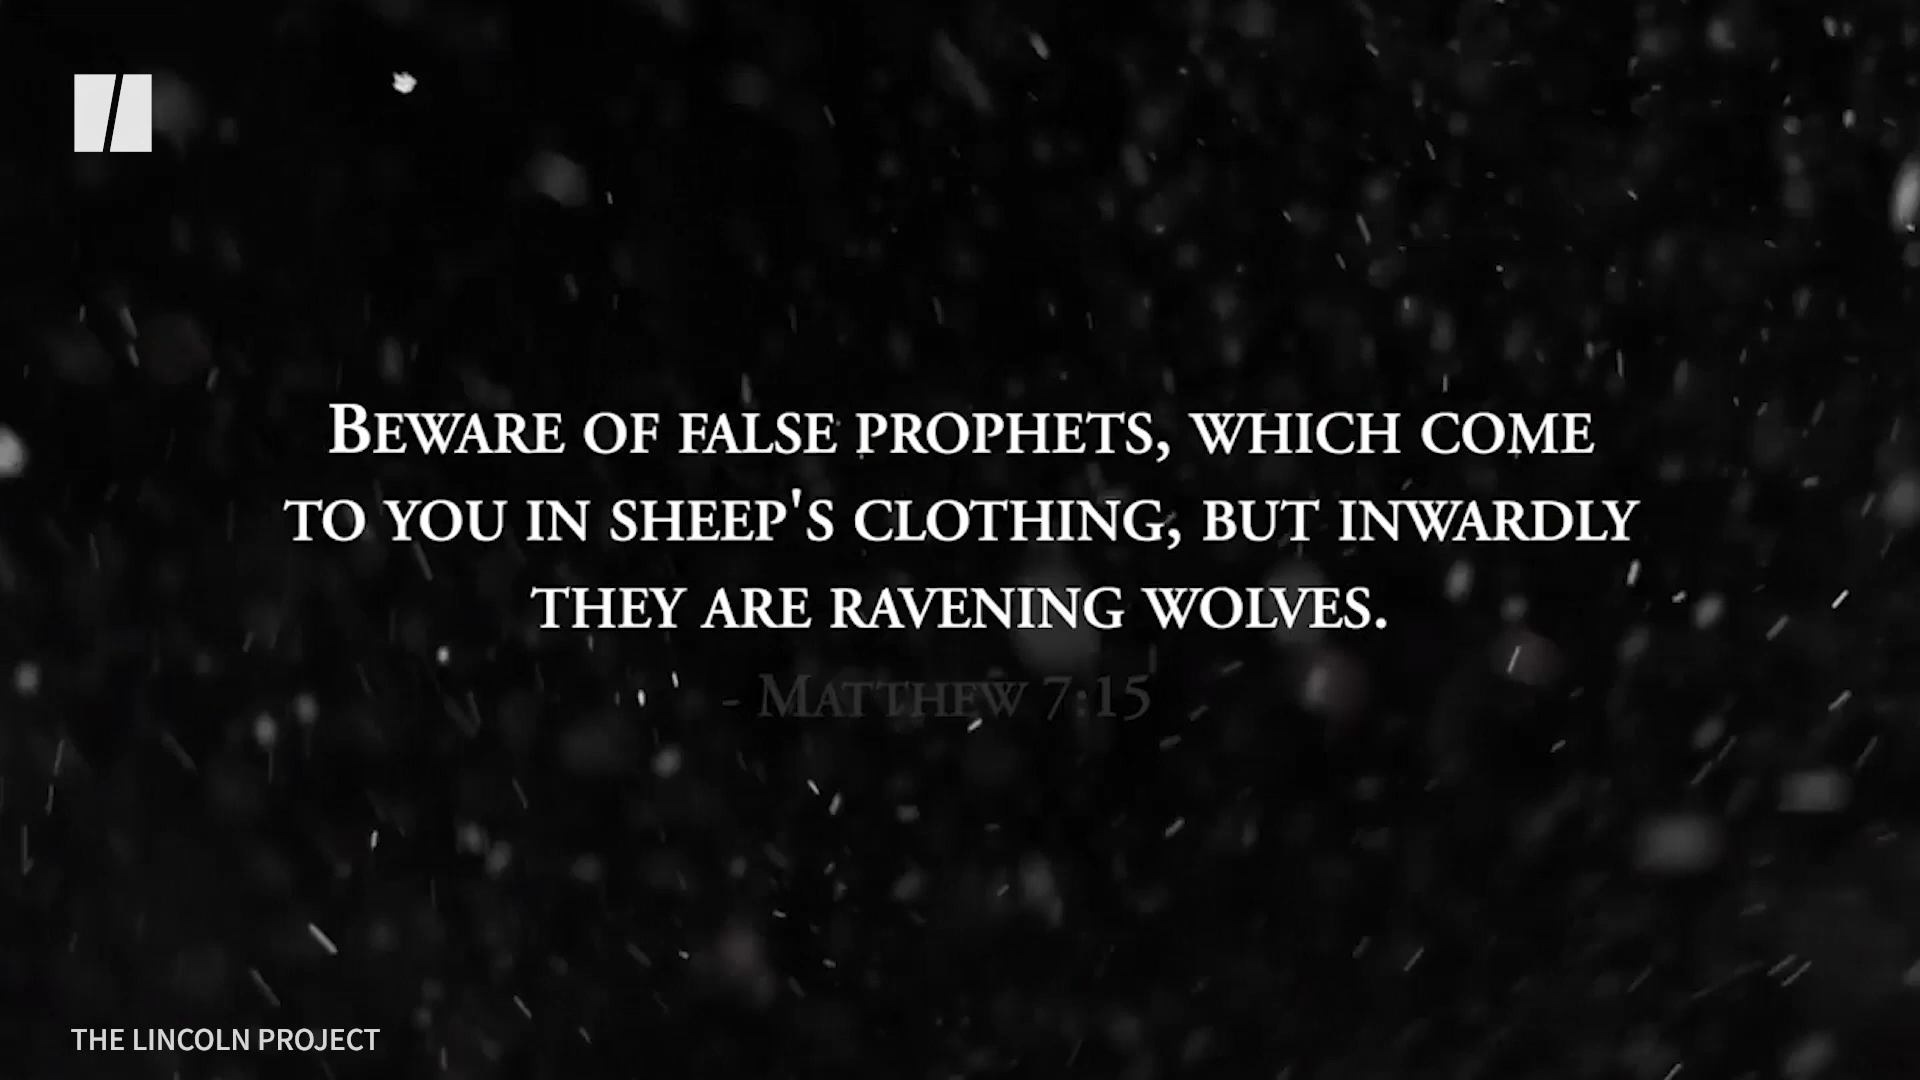 Beware of false prophets, which come
to you in sheep's clothing, but inwardly
they are ravening wolves.
- Matthew 7:15
THE LINCOLN PROJECT